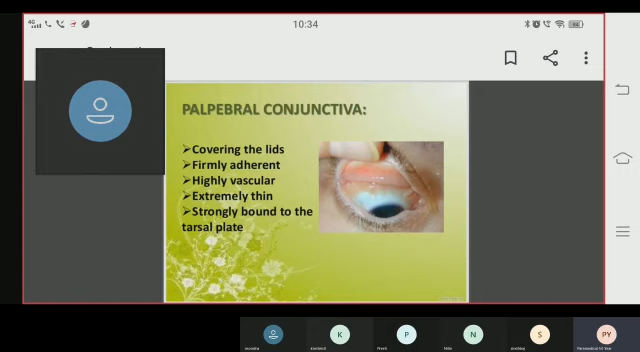 4G
10:34
PALPEBRAL CONJUNCTIVA:
➢Covering the lids
➢Firmly adherent
➢Highly vascular
➢Extremely thin
➢Strongly bound to the
tarsal plate
K
P
N
S
PY